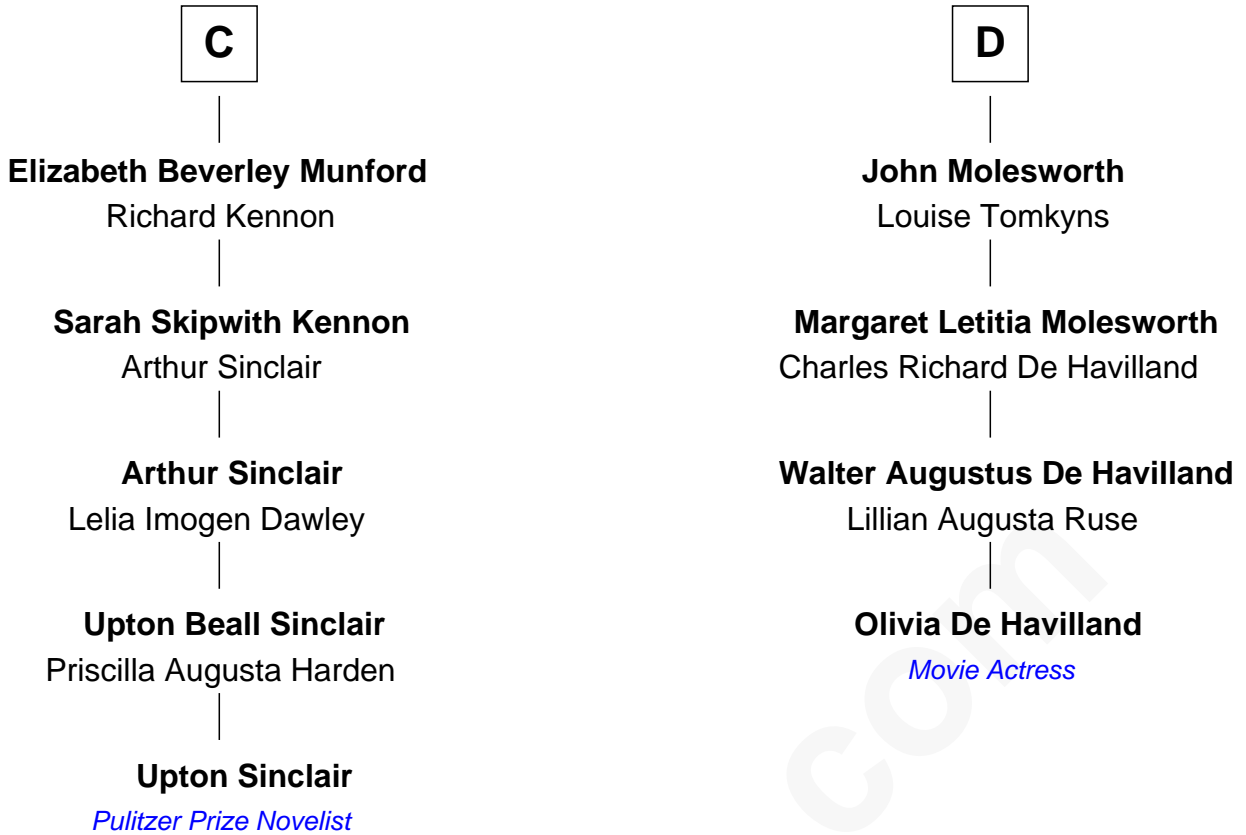 C
Elizabeth Beverley Munford
Richard Kennon
Sarah Skipwith Kennon
Arthur Sinclair
Arthur Sinclair
Lelia Imogen Dawley
Upton Beall Sinclair
Priscilla Augusta Harden
Upton Sinclair
Pulitzer Prize Novelist
D
John Molesworth
Louise Tomkyns
Margaret Letitia Molesworth
Charles Richard De Havilland
Walter Augustus De Havilland
Lillian Augusta Ruse
Olivia De Havilland
Movie Actress
com